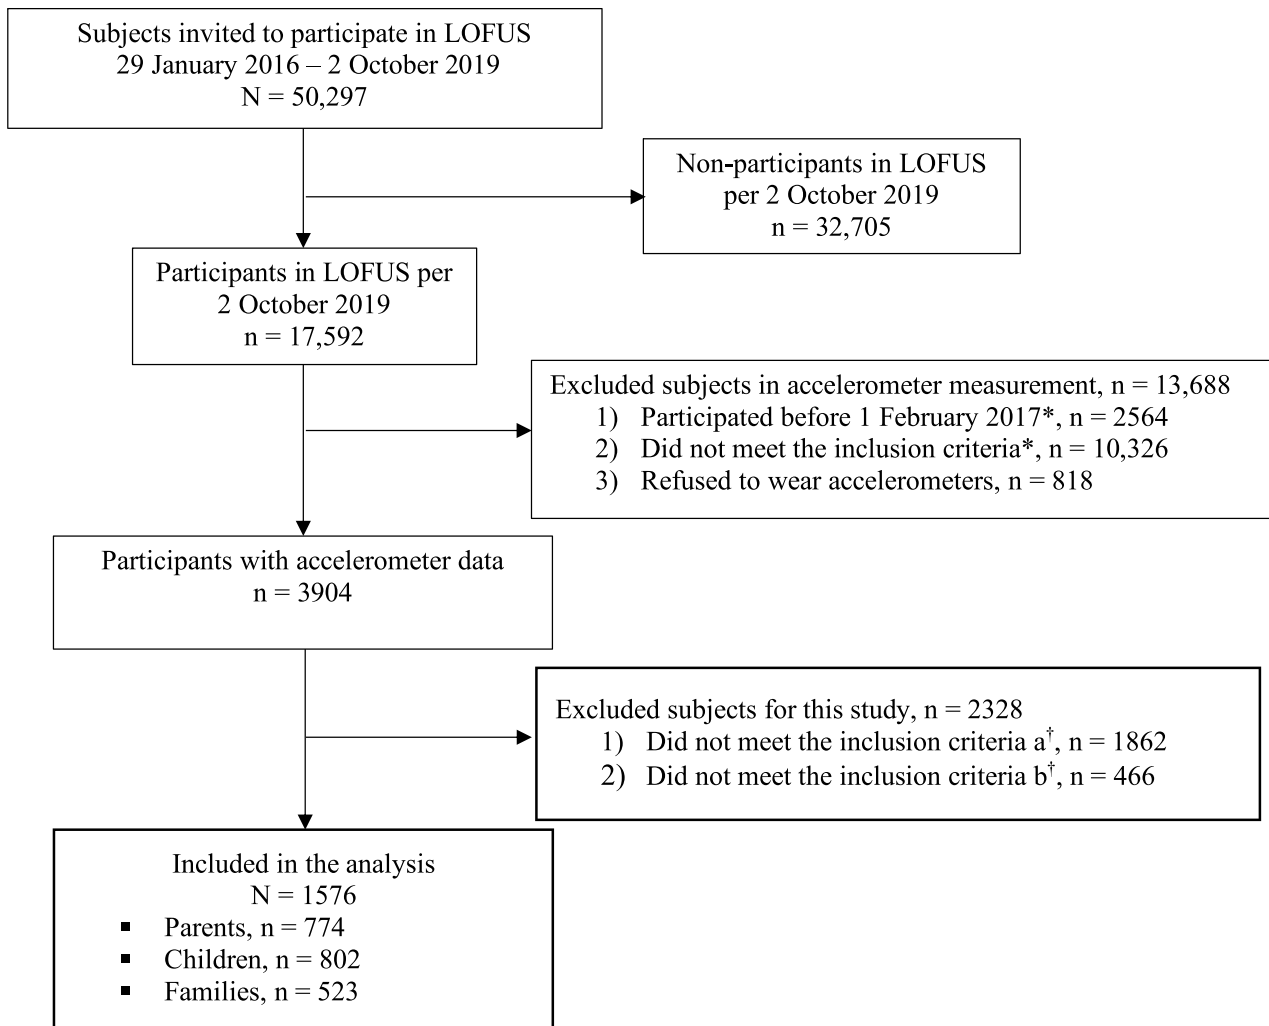 Subjects invited to participate in LOFUS
29 January 2016 – 2 October 2019
N = 50,297
Non-participants in LOFUS
per 2 October 2019
n = 32,705
Participants in LOFUS per
2 October 2019
n = 17,592
Excluded subjects in accelerometer measurement, n = 13,688
1) Participated before 1 February 2017*, n = 2564
2) Did not meet the inclusion criteria*, n = 10,326
3) Refused to wear accelerometers, n = 818
Participants with accelerometer data
n = 3904
Excluded subjects for this study, n = 2328
1) Did not meet the inclusion criteria a†, n = 1862
2) Did not meet the inclusion criteria b†, n = 466
Included in the analysis
N = 1576
▪ Parents, n = 774
▪ Children, n = 802
▪ Families, n = 523